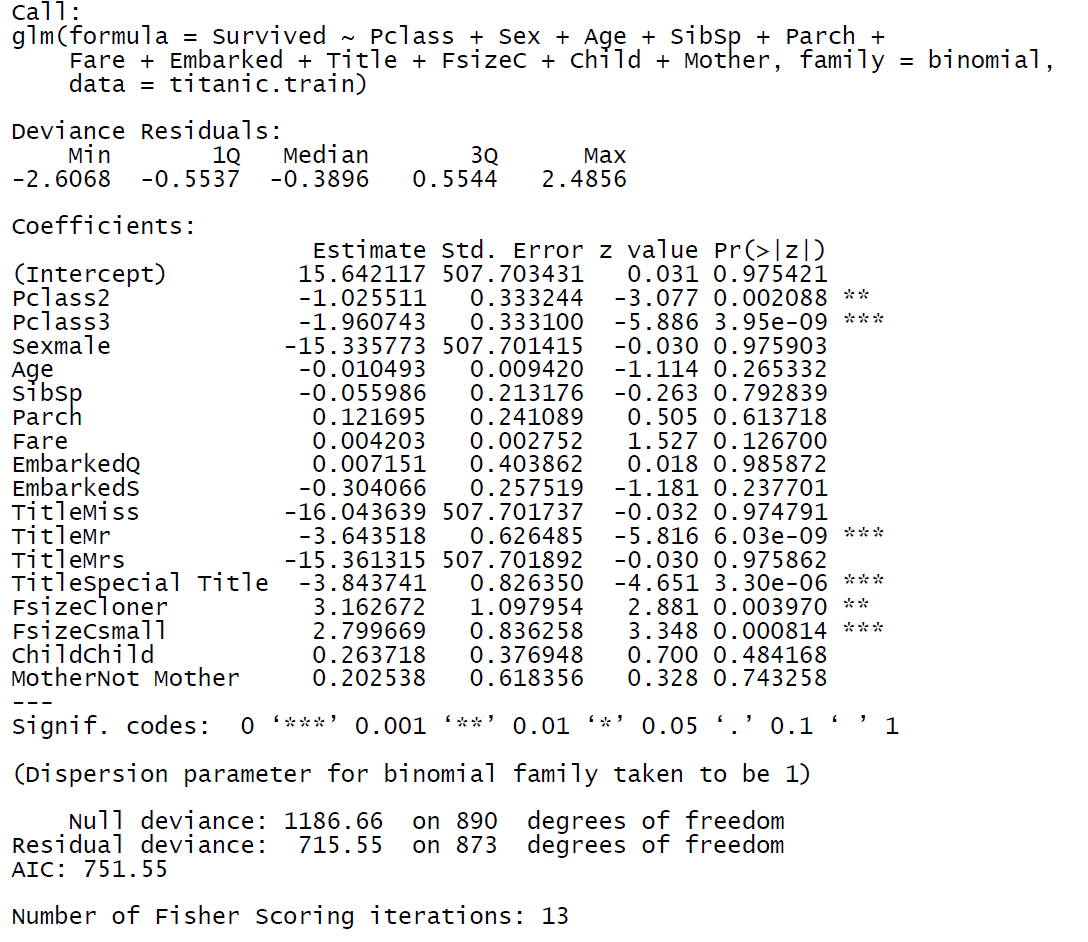 Call:
glm(formula = Survived ~ Pclass + Sex + Age + SibSp + Parch +
    Fare + Embarked + Title + FsizeC + Child + Mother, family = binomial,
    data = titanic.train)

Deviance Residuals:
    Min       1Q   Median       3Q      Max
-2.6068  -0.5537  -0.3896   0.5544   2.4856

Coefficients:
                     Estimate Std. Error z value Pr(>|z|)
(Intercept)         15.642117 507.703431   0.031 0.975421
Pclass2             -1.025511   0.333244  -3.077 0.002088 **
Pclass3             -1.960743   0.333100  -5.886 3.95e-09 ***
Sexmale            -15.335773 507.701415  -0.030 0.975903
Age                 -0.010493   0.009420  -1.114 0.265332
SibSp               -0.055986   0.213176  -0.263 0.792839
Parch                0.121695   0.241089   0.505 0.613718
Fare                 0.004203   0.002752   1.527 0.126700
EmbarkedQ            0.007151   0.403862   0.018 0.985872
EmbarkedS           -0.304066   0.257519  -1.181 0.237701
TitleMiss          -16.043639 507.701737  -0.032 0.974791
TitleMr             -3.643518   0.626485  -5.816 6.03e-09 ***
TitleMrs           -15.361315 507.701892  -0.030 0.975862
TitleSpecial Title  -3.843741   0.826350  -4.651 3.30e-06 ***
FsizeCloner          3.162672   1.097954   2.881 0.003970 **
FsizeCsmall          2.799669   0.836258   3.348 0.000814 ***
ChildChild           0.263718   0.376948   0.700 0.484168
MotherNot Mother     0.202538   0.618356   0.328 0.743258
---
Signif. codes:  0 ‘***’ 0.001 ‘**’ 0.01 ‘*’ 0.05 ‘.’ 0.1 ‘ ’ 1

(Dispersion parameter for binomial family taken to be 1)

    Null deviance: 1186.66  on 890  degrees of freedom
Residual deviance:  715.55  on 873  degrees of freedom
AIC: 751.55

Number of Fisher Scoring iterations: 13